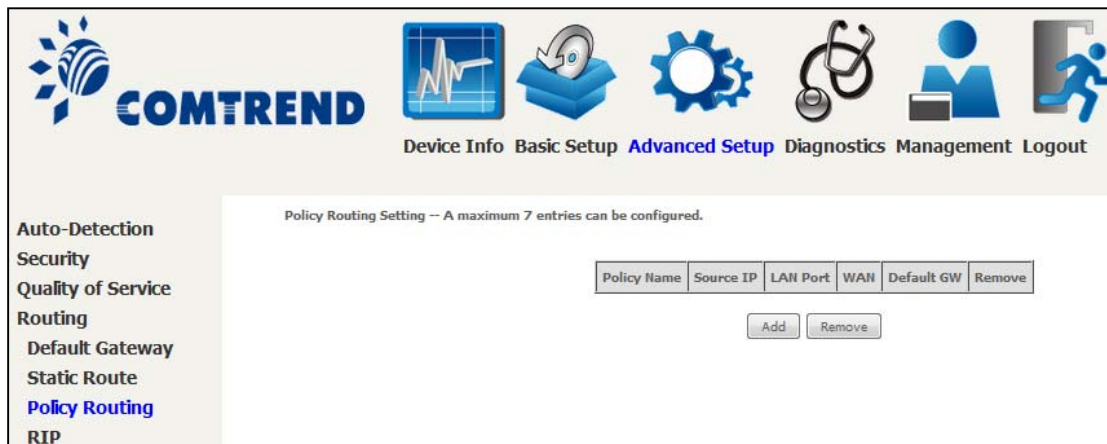 COMTREND
Device Info Basic Setup Advanced Setup Diagnostics Management Logout
Auto-Detection
Security
Quality of Service
Routing
Default Gateway
Static Route
Policy Routing
RIP
Policy Routing Setting -- A maximum 7 entries can be configured.
Policy Name Source IP LAN Port WAN Default GW Remove
Add Remove